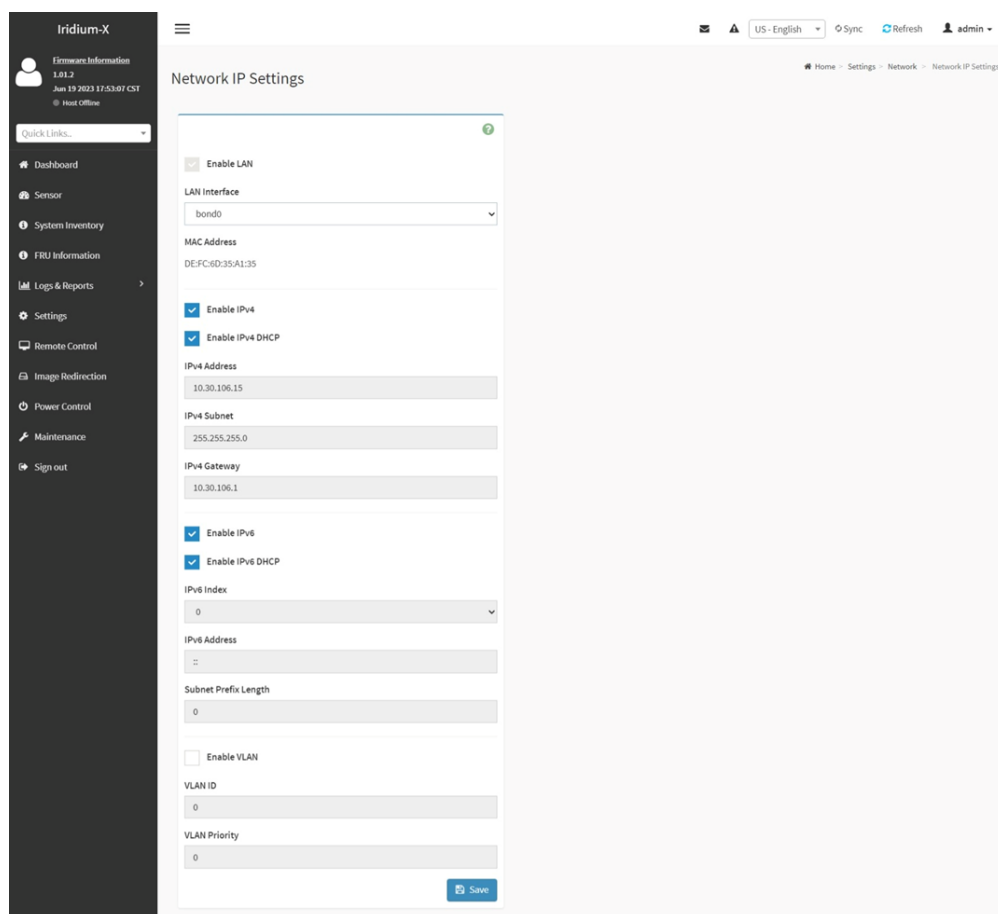 Iridium-X
US - English
Sync
Refresh
admin
Firmware Information
1.01.2
Jun 19 2023 17:53:07 CST
Host Offline
Quick Links..
Dashboard
Sensor
System Inventory
FRU Information
Logs & Reports
Settings
Remote Control
Image Redirection
Power Control
Maintenance
Sign out
Network IP Settings
Home > Settings > Network > Network IP Settings
Enable LAN
LAN Interface
bond0
MAC Address
DE:FC:6D:35:A1:35
Enable IPv4
Enable IPv4 DHCP
IPv4 Address
10.30.106.15
IPv4 Subnet
255.255.255.0
IPv4 Gateway
10.30.106.1
Enable IPv6
Enable IPv6 DHCP
IPv6 Index
0
IPv6 Address
::
Subnet Prefix Length
0
Enable VLAN
VLAN ID
0
VLAN Priority
0
Save